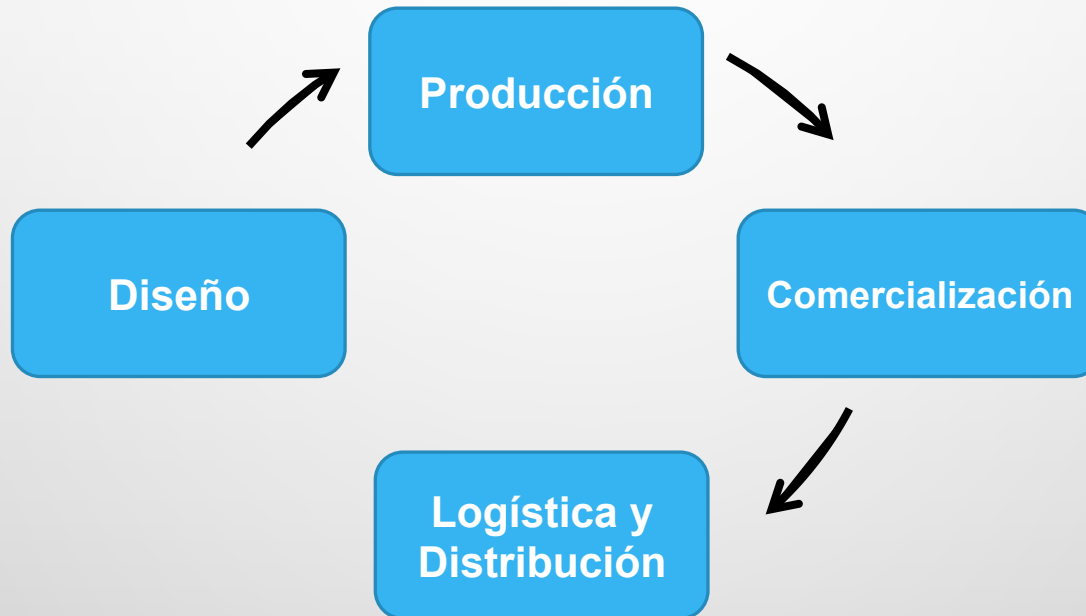 Producción
Diseño
Comercialización
Logística y
Distribución